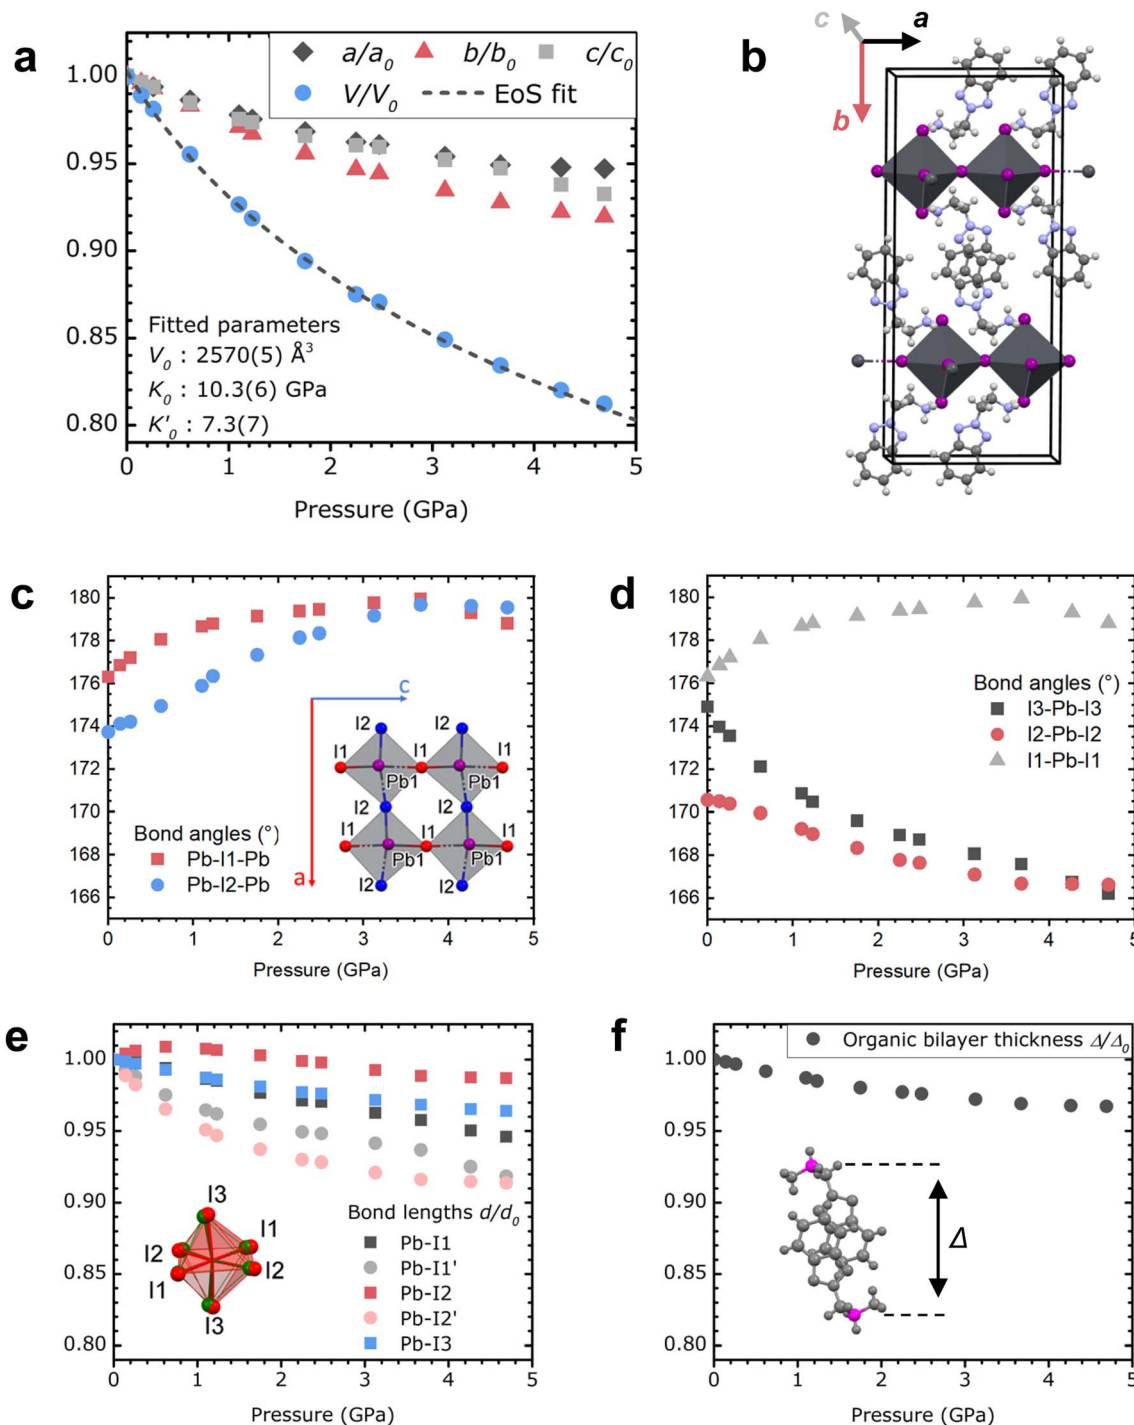 a
a/a₀ b/b₀ c/c₀
V/V₀ EoS fit
1.00
0.95
0.90
0.85
0.80
Fitted parameters
V₀ : 2570(5) Å³
K₀ : 10.3(6) GPa
K'₀ : 7.3(7)
0 1 2 3 4 5
Pressure (GPa)
b
c
a
b
c
180
178
176
174
172
170
168
166
c
I2 I2
I1 I1 I1
Pb1 Pb1
I2 I2
I1 I1 I1
Pb1 Pb1
I2 I2
a
Bond angles (°)
Pb-I1-Pb
Pb-I2-Pb
0 1 2 3 4 5
Pressure (GPa)
d
180
178
176
174
172
170
168
166
Bond angles (°)
I3-Pb-I3
I2-Pb-I2
I1-Pb-I1
0 1 2 3 4 5
Pressure (GPa)
e
1.00
0.95
0.90
0.85
0.80
I3
I1
I2
I2
I1
I3
Bond lengths d/d₀
Pb-I1
Pb-I1'
Pb-I2
Pb-I2'
Pb-I3
0 1 2 3 4 5
Pressure (GPa)
f
Organic bilayer thickness Δ/Δ₀
1.00
0.95
0.90
0.85
0.80
Δ
0 1 2 3 4 5
Pressure (GPa)